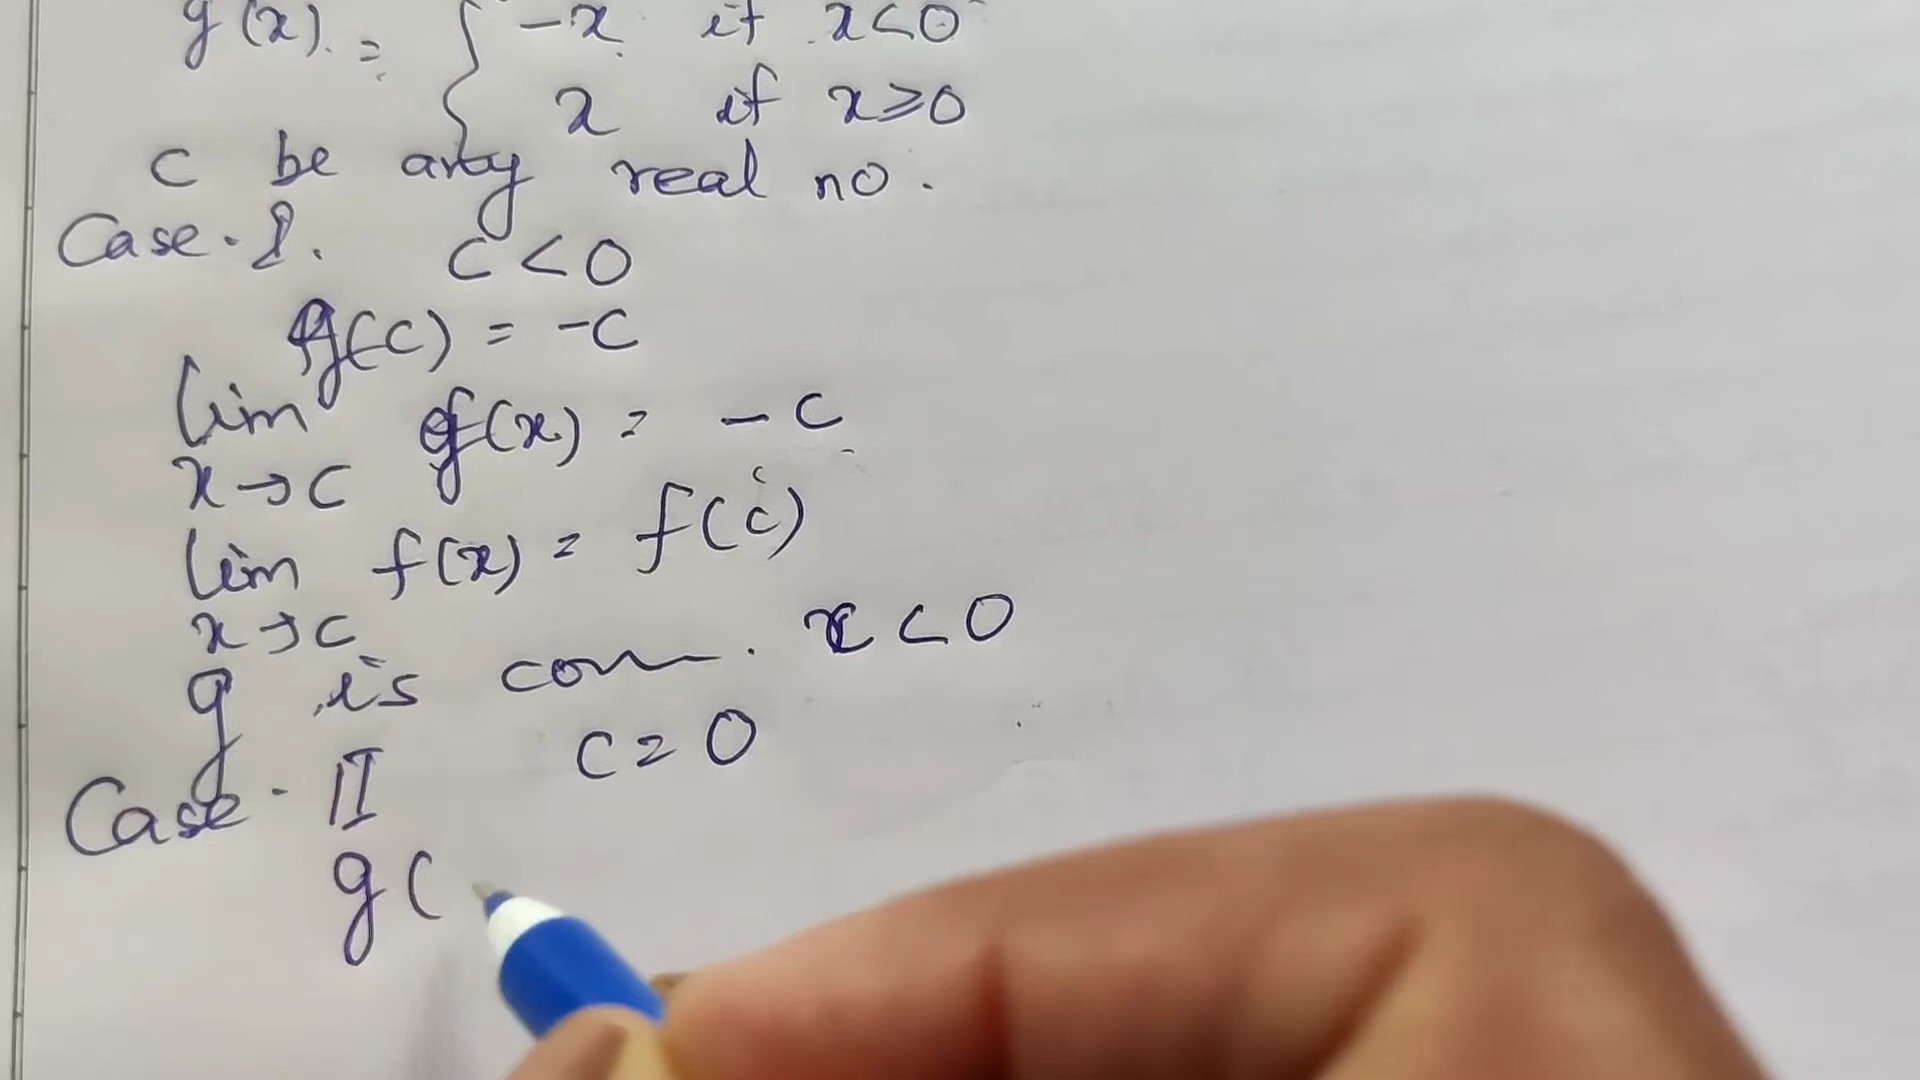 g(x) = { -x if x<0
x if x≥0
C be any real no.
Case-I. C<0
g(c) = -C
lim g(x) = -C
x→c
lim f(x) = f(c)
x→c
g is con. x<0
Case-II C=0
g(